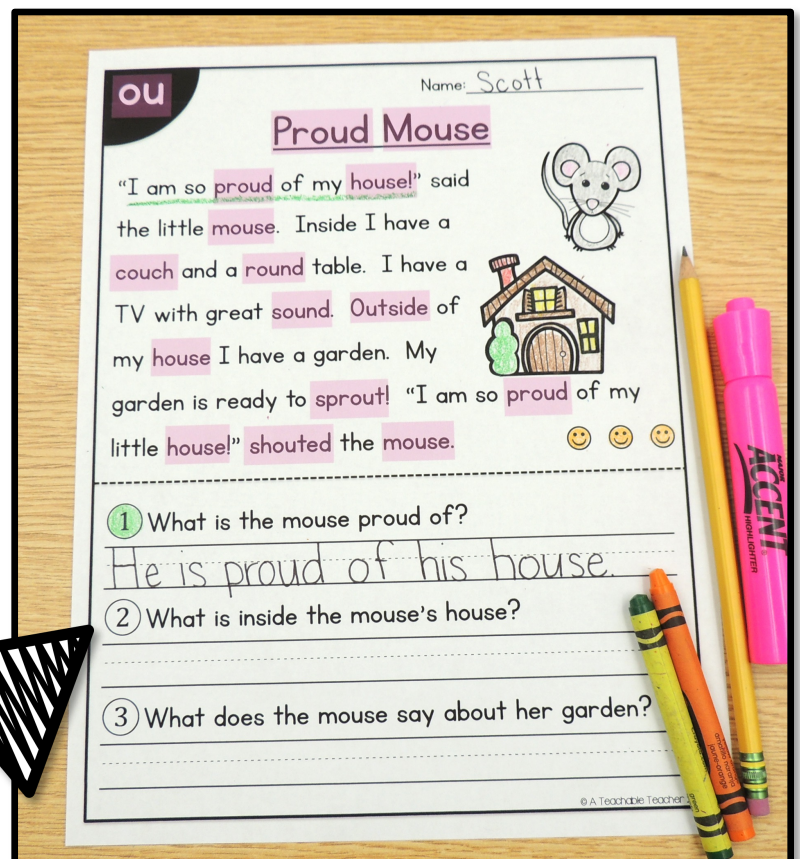 ou
Name: Scott
Proud Mouse
“I am so proud of my house!” said
the little mouse. Inside I have a
couch and a round table. I have a
TV with great sound. Outside of
my house I have a garden. My
garden is ready to sprout! “I am so proud of my
little house!” shouted the mouse.
1 What is the mouse proud of?
He is proud of his house.
2 What is inside the mouse’s house?
3 What does the mouse say about her garden?
© A Teachable Teacher
ACCENT
HIGHLIGHTER